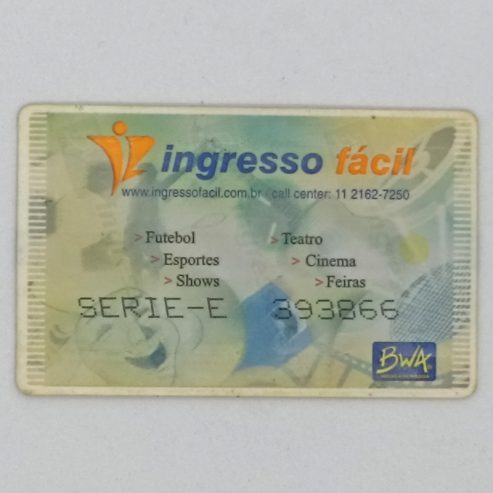 ingresso fácil
www.ingressofacil.com.br / call center: 11 2162-7250
> Futebol > Teatro
> Esportes > Cinema
> Shows > Feiras
SERIE-E 393866
BWA